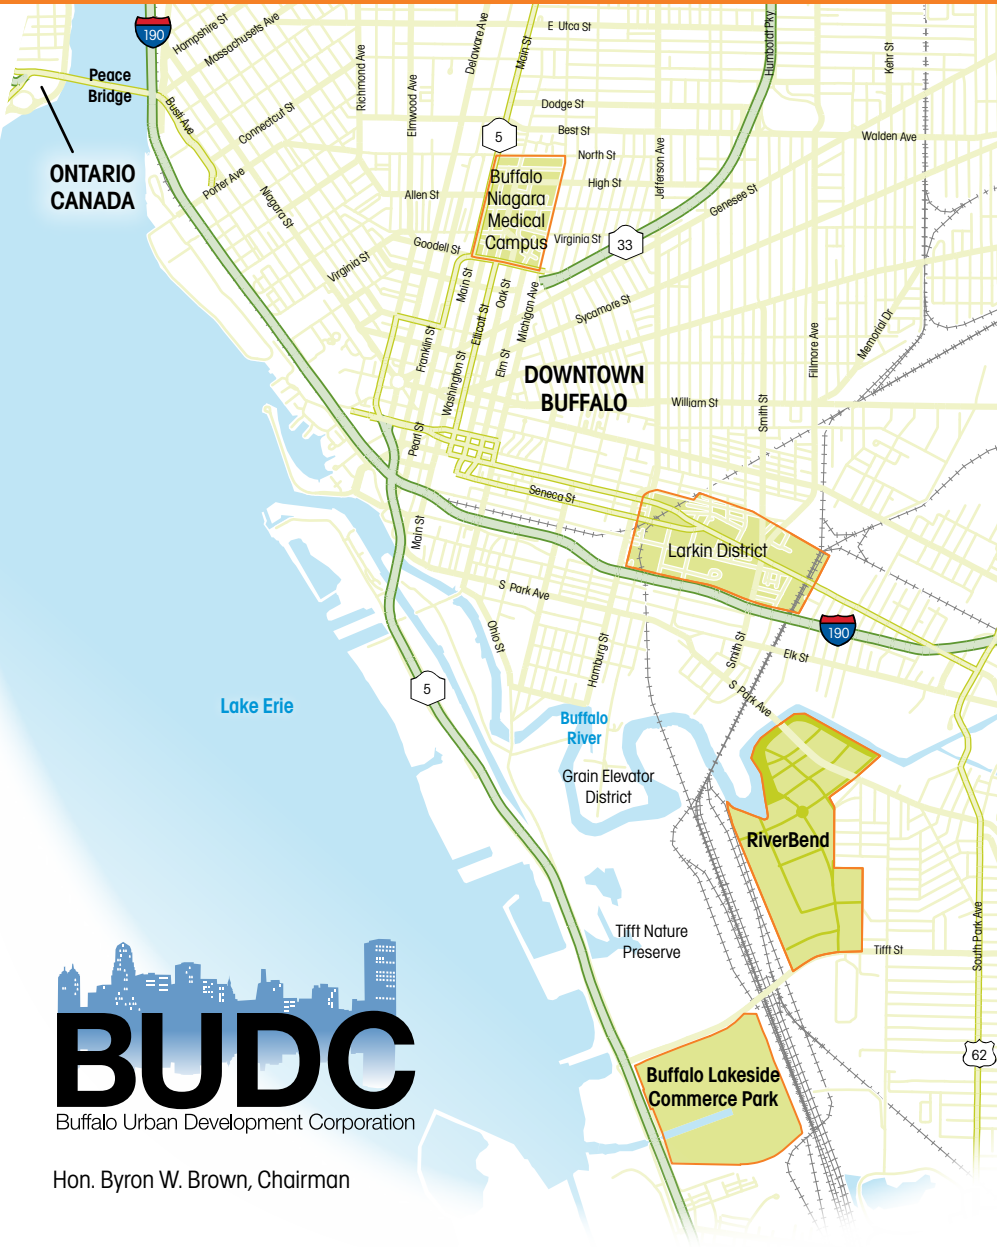 190
Hampshire St
Massachusets Ave
Richmond Ave
Elmwood Ave
Delaware Ave
Main St
E Utca St
Humboldt Pky
Kehr St
Peace
Bridge
Busti Ave
Connectcut St
Dodge St
Best St
5
Walden Ave
ONTARIO
CANADA
Porter Ave
Niagara St
Allen St
North St
High St
Jefferson Ave
Genesee St
Buffalo
Niagara
Medical
Campus
Virginia St
33
Goodell St
Virginia St
Main St
Ellicott St
Oak St
Michigan Ave
Sycamore St
Franklin St
Washington St
Elm St
Fillmore Ave
Memorial Dr
DOWNTOWN
BUFFALO
William St
Smith St
Pearl St
Seneca St
Main St
Larkin District
S Park Ave
Ohio St
Hamburg St
Smith St
190
Elk St
S Park Ave
5
Lake Erie
Buffalo
River
Grain Elevator
District
RiverBend
Tifft Nature
Preserve
Tifft St
South Park Ave
62
Buffalo Lakeside
Commerce Park
BUDC
Buffalo Urban Development Corporation
Hon. Byron W. Brown, Chairman